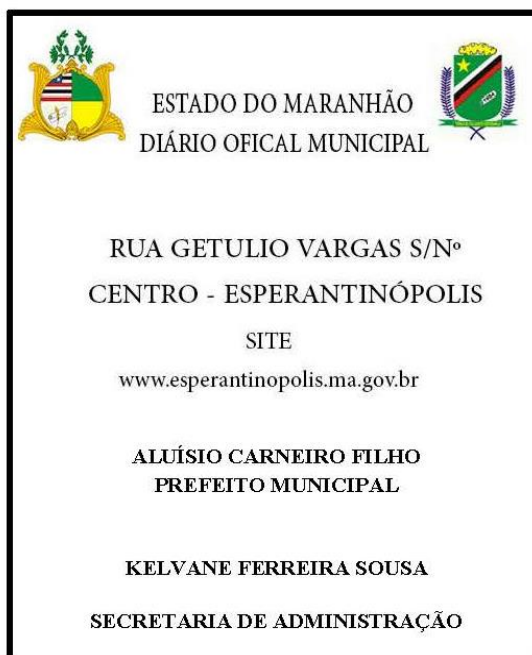 ESTADO DO MARANHÃO
DIÁRIO OFICAL MUNICIPAL
RUA GETULIO VARGAS S/Nº
CENTRO - ESPERANTINÓPOLIS
SITE
www.esperantinopolis.ma.gov.br
ALUÍSIO CARNEIRO FILHO
PREFEITO MUNICIPAL
KELVANE FERREIRA SOUSA
SECRETARIA DE ADMINISTRAÇÃO